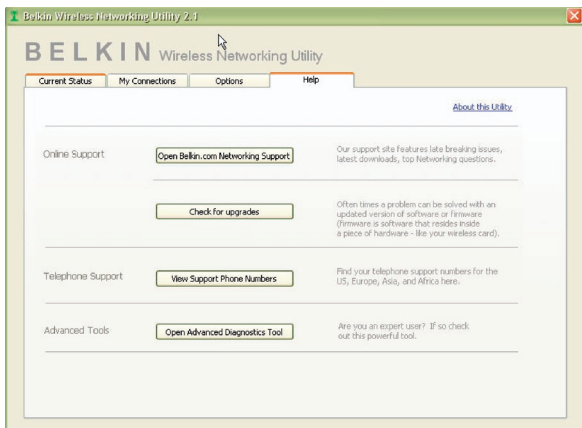 Belkin Wireless Networking Utility 2.1
BELKIN Wireless Networking Utility
Current Status My Connections Options Help
About this Utility
Online Support
Open Belkin.com Networking Support
Our support site features late breaking issues,
latest downloads, top Networking questions.
Check for upgrades
Often times a problem can be solved with an
updated version of software or firmware
(firmware is software that resides inside
a piece of hardware - like your wireless card).
Telephone Support
View Support Phone Numbers
Find your telephone support numbers for the
US, Europe, Asia, and Africa here.
Advanced Tools
Open Advanced Diagnostics Tool
Are you an expert user? If so check
out this powerful tool.